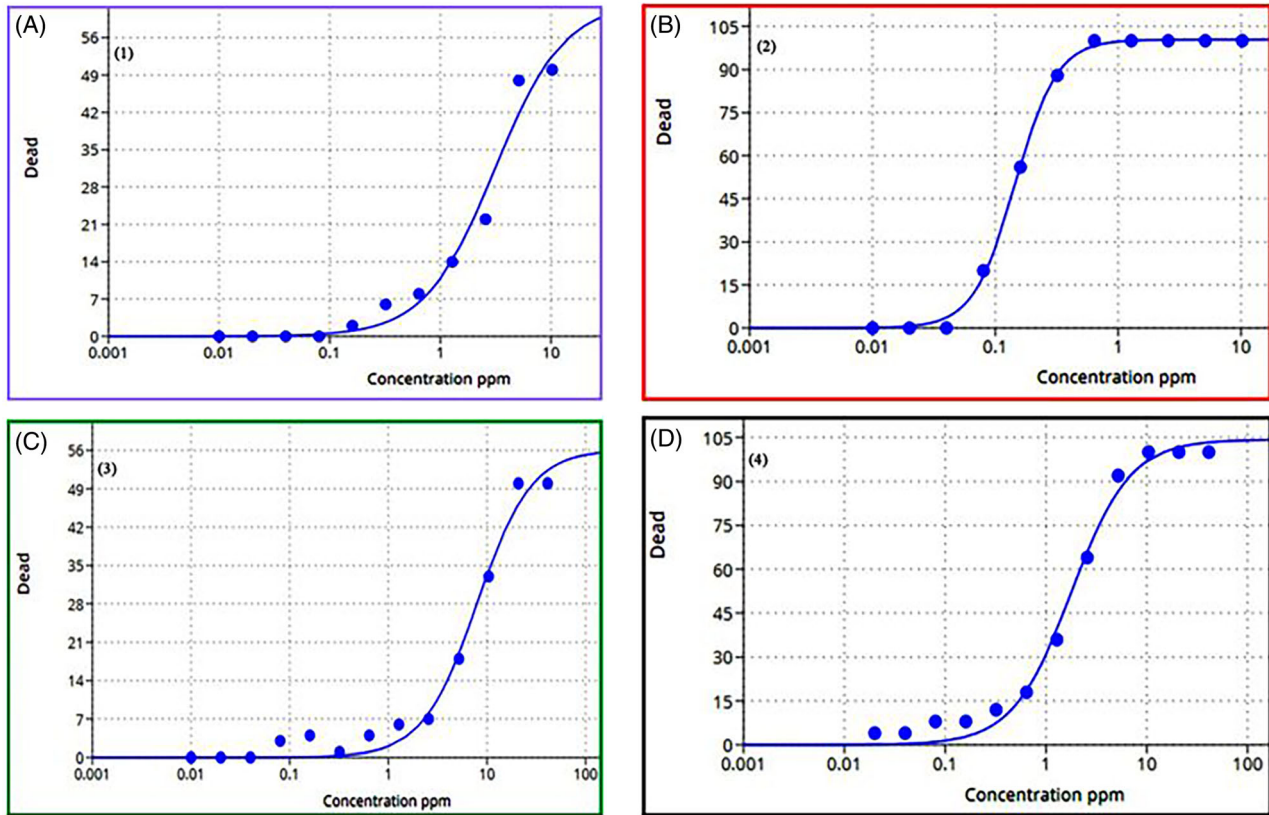 (A)
(1)
56
49
42
35
28
21
14
7
0
Dead
0.001 0.01 0.1 1 10
Concentration ppm
(B)
(2)
105
90
75
60
45
30
15
0
Dead
0.001 0.01 0.1 1 10
Concentration ppm
(C)
(3)
56
49
42
35
28
21
14
7
0
Dead
0.001 0.01 0.1 1 10 100
Concentration ppm
(D)
(4)
105
90
75
60
45
30
15
0
Dead
0.001 0.01 0.1 1 10 100
Concentration ppm